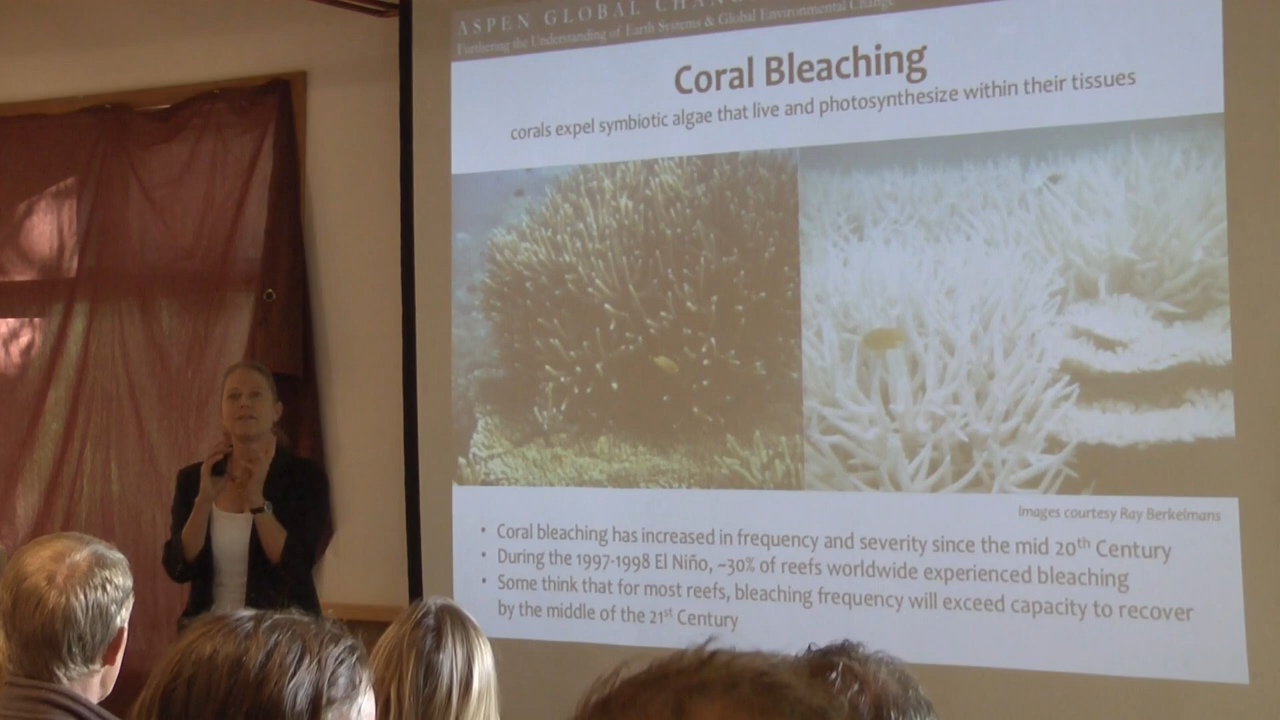 ASPEN GLOBAL CHANG
Furthering the Understanding of Earth Systems & Global Environmental Change
Coral Bleaching
corals expel symbiotic algae that live and photosynthesize within their tissues
Images courtesy Ray Berkelmans
• Coral bleaching has increased in frequency and severity since the mid 20th Century
• During the 1997-1998 El Niño, ~30% of reefs worldwide experienced bleaching
• Some think that for most reefs, bleaching frequency will exceed capacity to recover
by the middle of the 21st Century